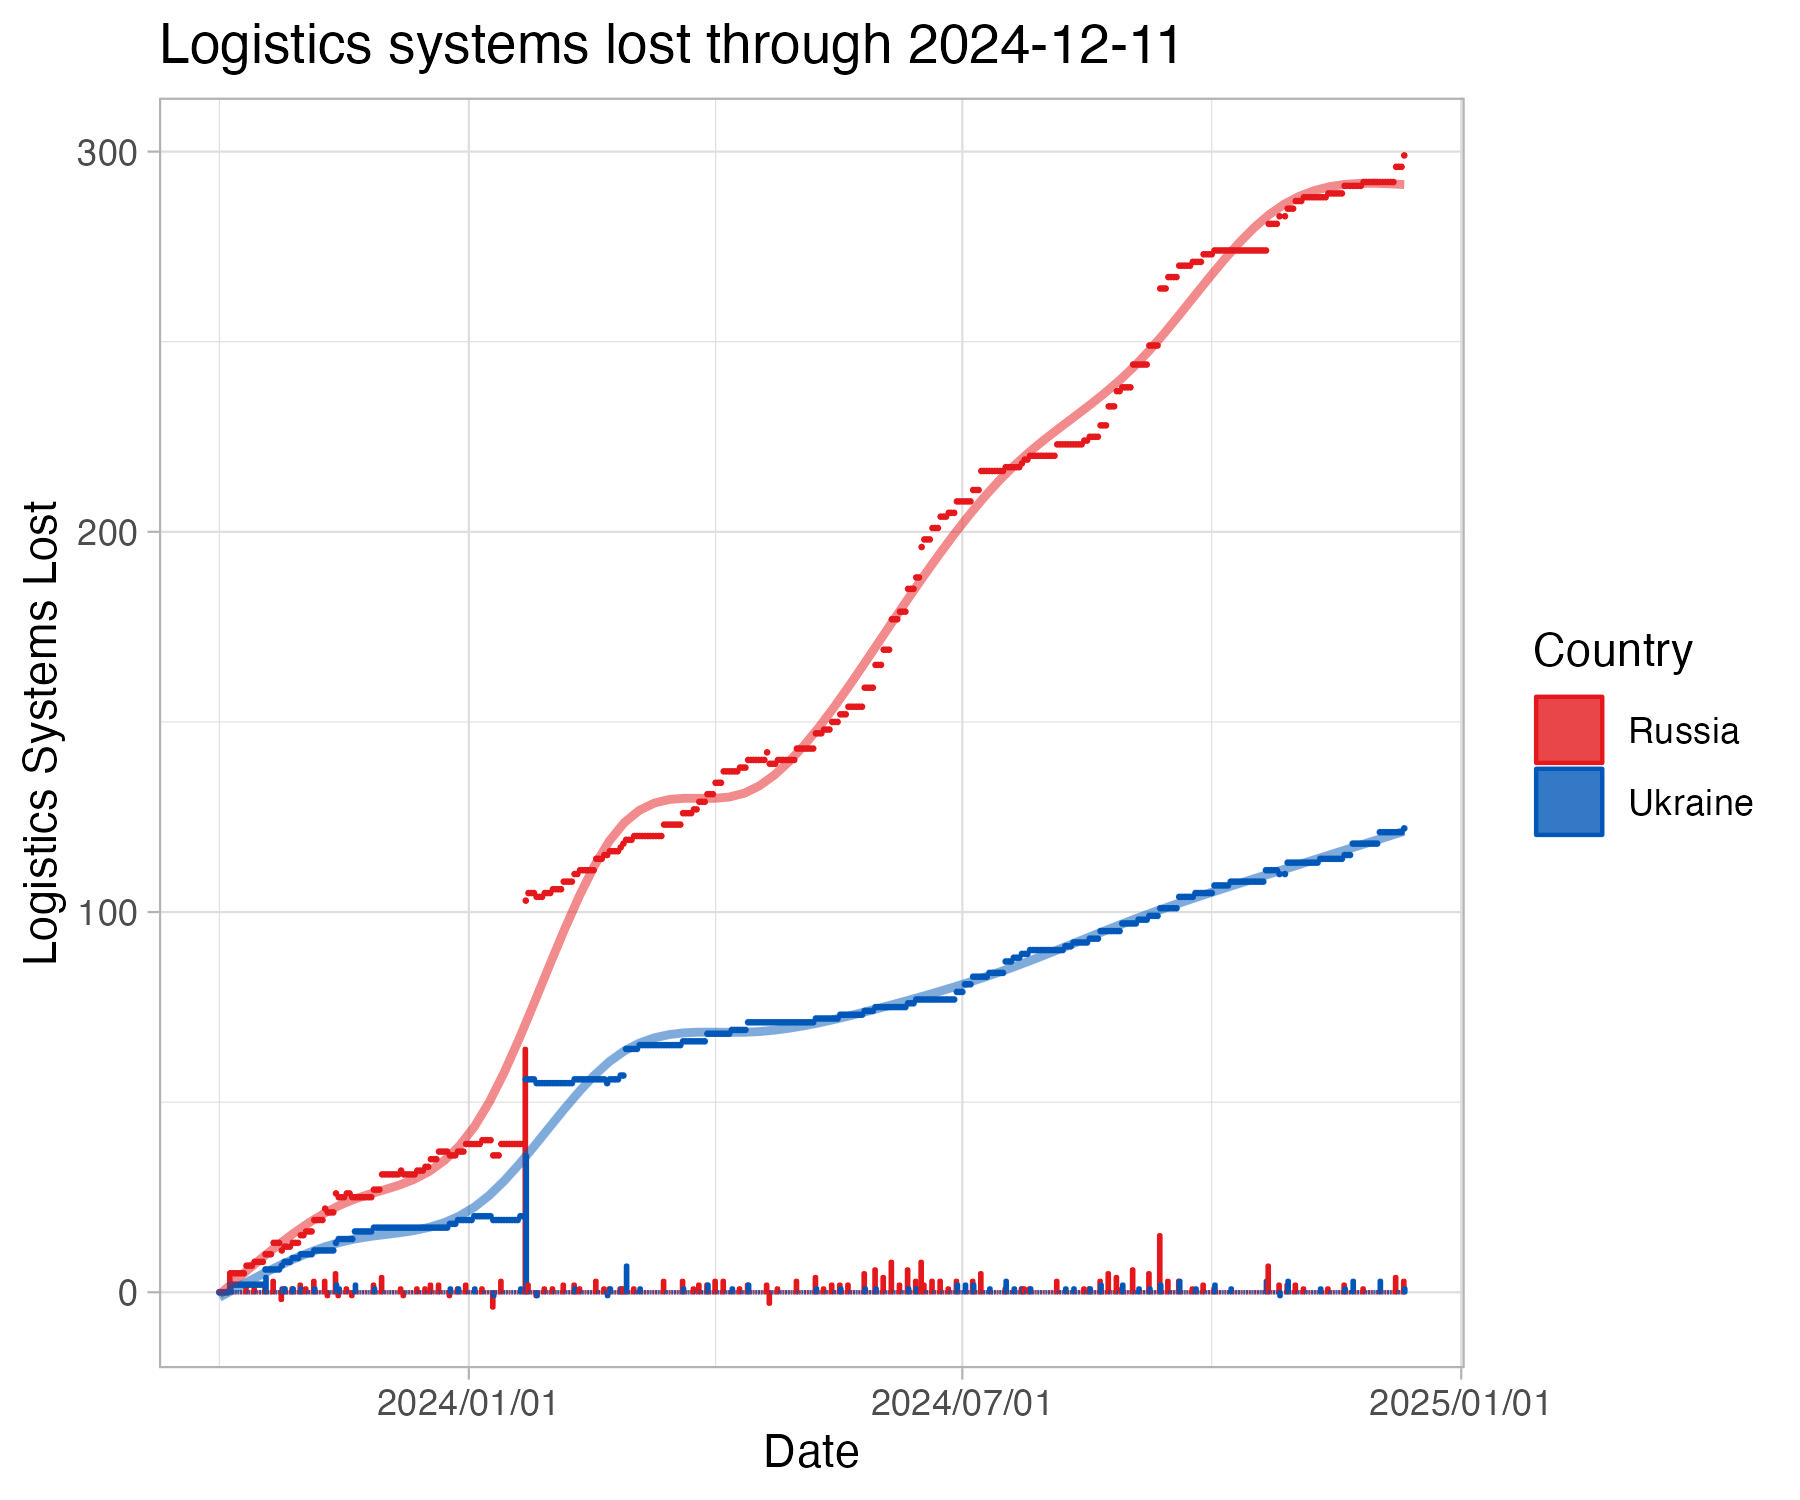 Logistics systems lost through 2024-12-11
Logistics Systems Lost
300
200
100
0
2024/01/01
2024/07/01
2025/01/01
Date
Country
Russia
Ukraine